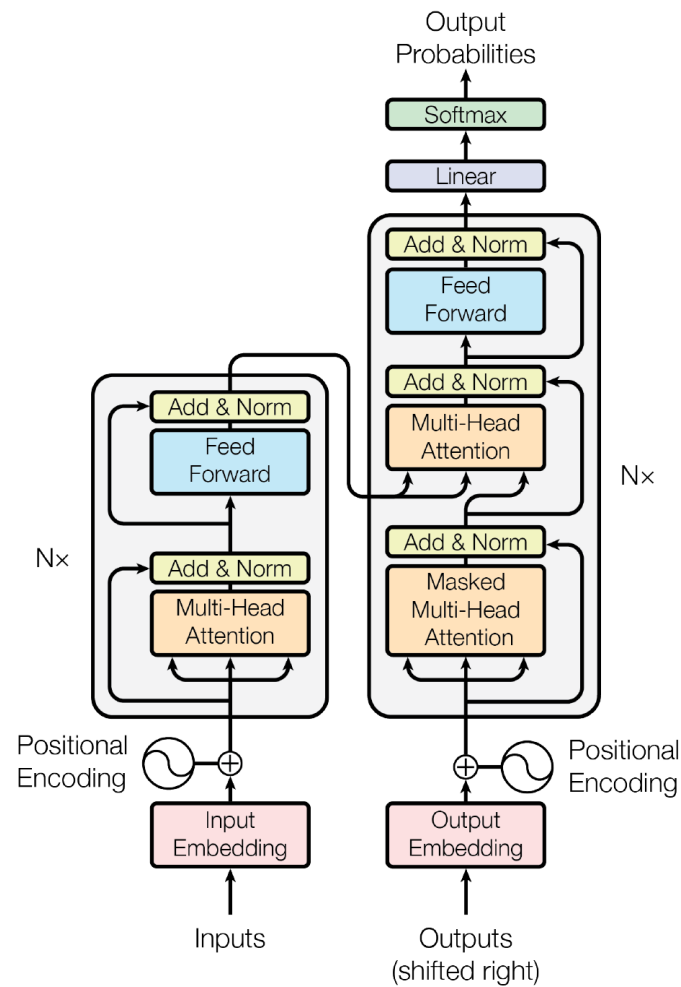 Output
Probabilities
Softmax
Linear
Add & Norm
Feed
Forward
Add & Norm
Multi-Head
Attention
Add & Norm
Masked
Multi-Head
Attention
N×
Add & Norm
Feed
Forward
Add & Norm
Multi-Head
Attention
N×
Positional
Encoding
Positional
Encoding
Input
Embedding
Output
Embedding
Inputs
Outputs
(shifted right)